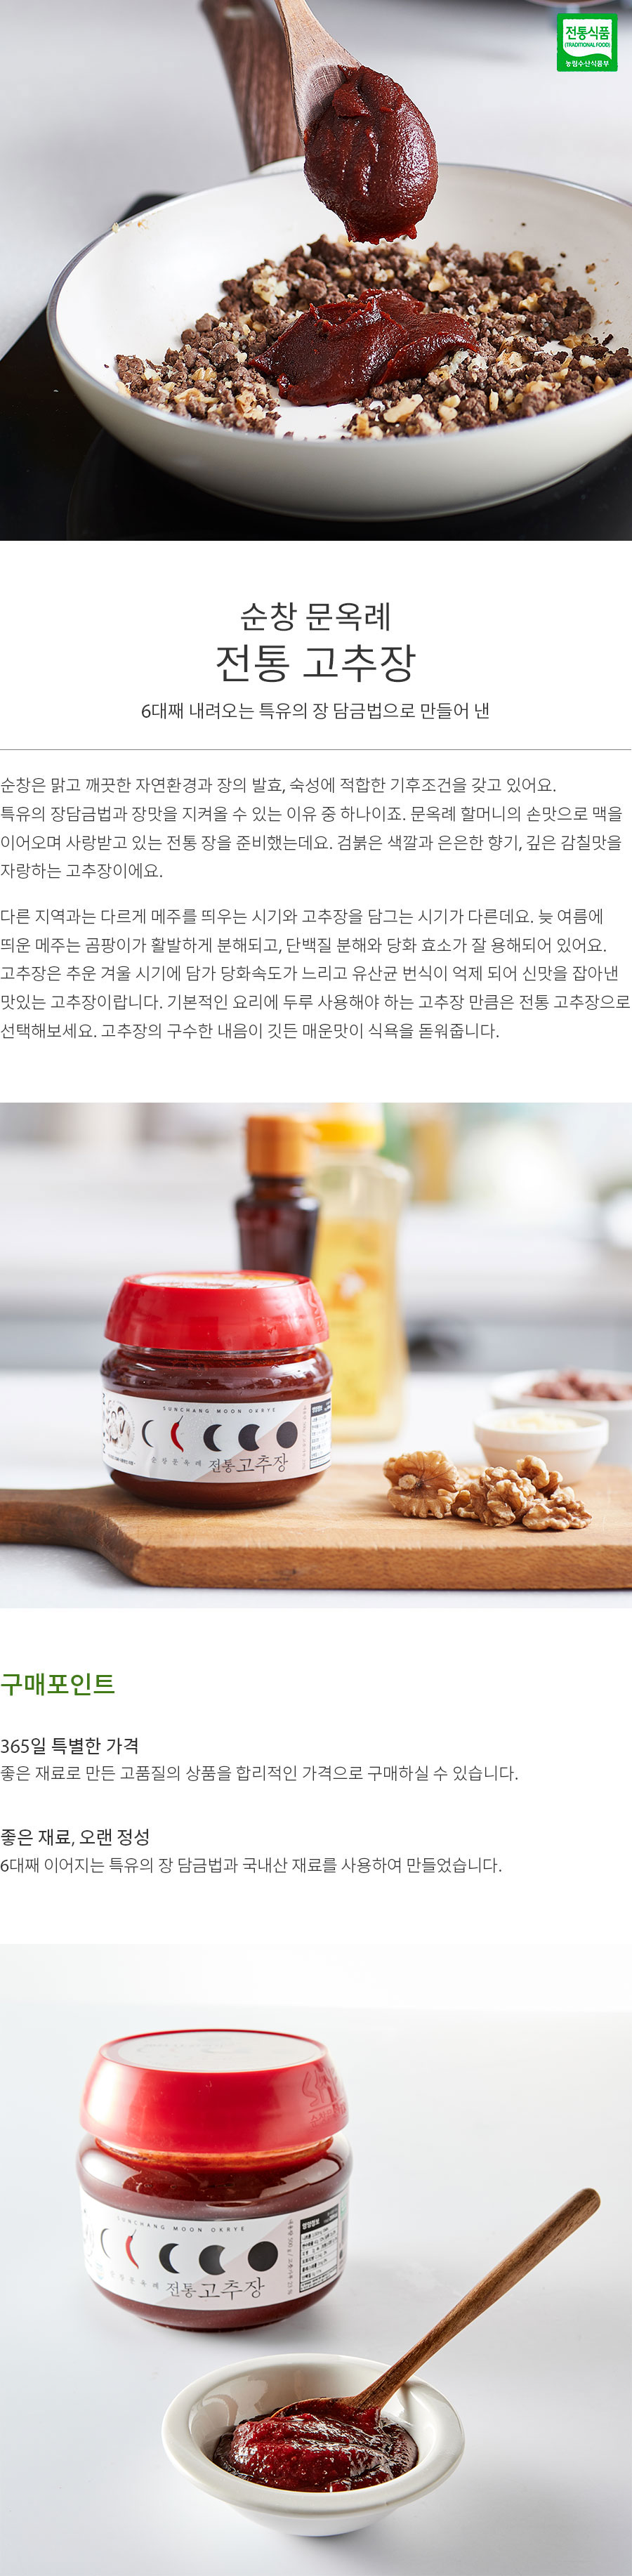 전통식품
(TRADITIONAL FOOD)
농림수산식품부
순창 문옥례
전통 고추장
6대째 내려오는 특유의 장 담금법으로 만들어 낸
순창은 맑고 깨끗한 자연환경과 장의 발효, 숙성에 적합한 기후조건을 갖고 있어요.
특유의 장담금법과 장맛을 지켜올 수 있는 이유 중 하나이죠. 문옥례 할머니의 손맛으로 맥을
이어오며 사랑받고 있는 전통 장을 준비했는데요. 검붉은 색깔과 은은한 향기, 깊은 감칠맛을
자랑하는 고추장이에요.
다른 지역과는 다르게 메주를 띄우는 시기와 고추장을 담그는 시기가 다른데요. 늦 여름에
띄운 메주는 곰팡이가 활발하게 분해되고, 단백질 분해와 당화 효소가 잘 용해되어 있어요.
고추장은 추운 겨울 시기에 담가 당화속도가 느리고 유산균 번식이 억제 되어 신맛을 잡아낸
맛있는 고추장이랍니다. 기본적인 요리에 두루 사용해야 하는 고추장 만큼은 전통 고추장으로
선택해보세요. 고추장의 구수한 내음이 깃든 매운맛이 식욕을 돋워줍니다.
SUNCHANG MOON OKRYE
순창문옥례 전통고추장
구매포인트
365일 특별한 가격
좋은 재료로 만든 고품질의 상품을 합리적인 가격으로 구매하실 수 있습니다.
좋은 재료, 오랜 정성
6대째 이어지는 특유의 장 담금법과 국내산 재료를 사용하여 만들었습니다.
SUNCHANG MOON OKRYE
순창문옥례 전통고추장